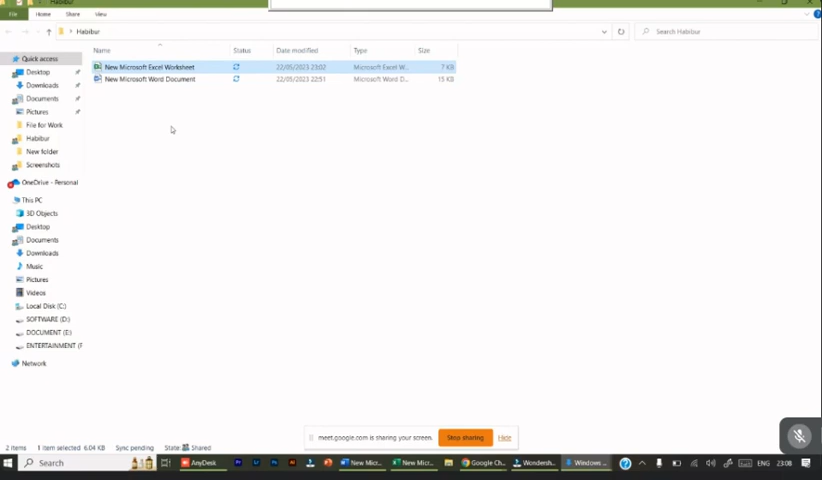 Habibur
File Home Share View
Habibur
Search Habibur
Name Status Date modified Type Size
New Microsoft Excel Worksheet 22/05/2023 23:02 Microsoft Excel W... 7 KB
New Microsoft Word Document 22/05/2023 22:51 Microsoft Word D... 15 KB
Quick access
Desktop
Downloads
Documents
Pictures
File for Work
Habibur
New folder
Screenshots
OneDrive - Personal
This PC
3D Objects
Desktop
Documents
Downloads
Music
Pictures
Videos
Local Disk (C:)
SOFTWARE (D:)
DOCUMENT (E:)
ENTERTAINMENT (F
Network
meet.google.com is sharing your screen. Stop sharing Hide
2 items 1 item selected 6.04 KB Sync pending State: Shared
Search AnyDesk New Micr... New Micr... Google Ch... Wondersh... Windows ... ENG 23:08